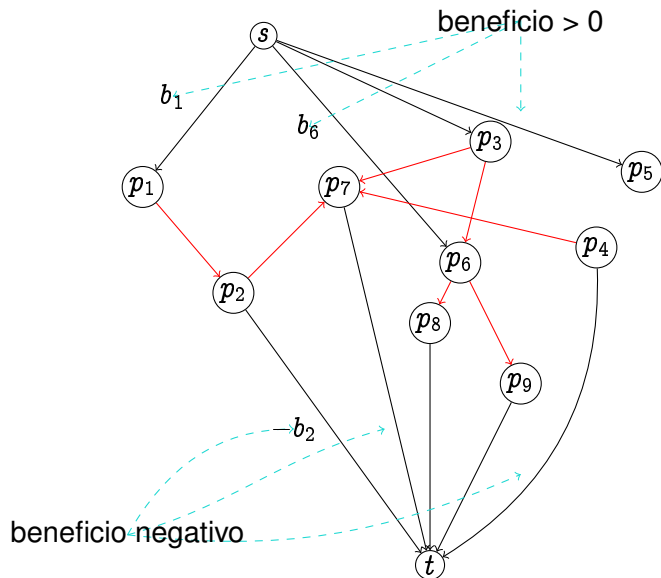 beneficio > 0
s
b₁
b₆
p₃
p₅
p₁
p₇
p₄
p₆
p₂
p₈
p₉
−b₂
beneficio negativo
t